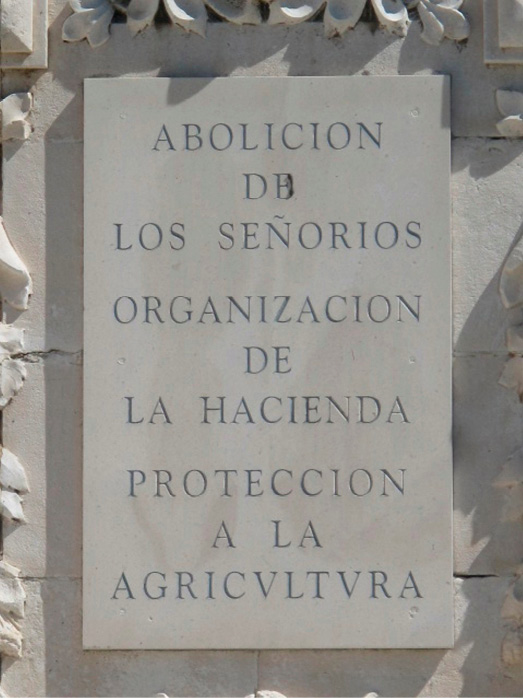 ABOLICION
DE
LOS SEÑORIOS
ORGANIZACION
DE
LA HACIENDA
PROTECCION
A LA
AGRICVLTVRA